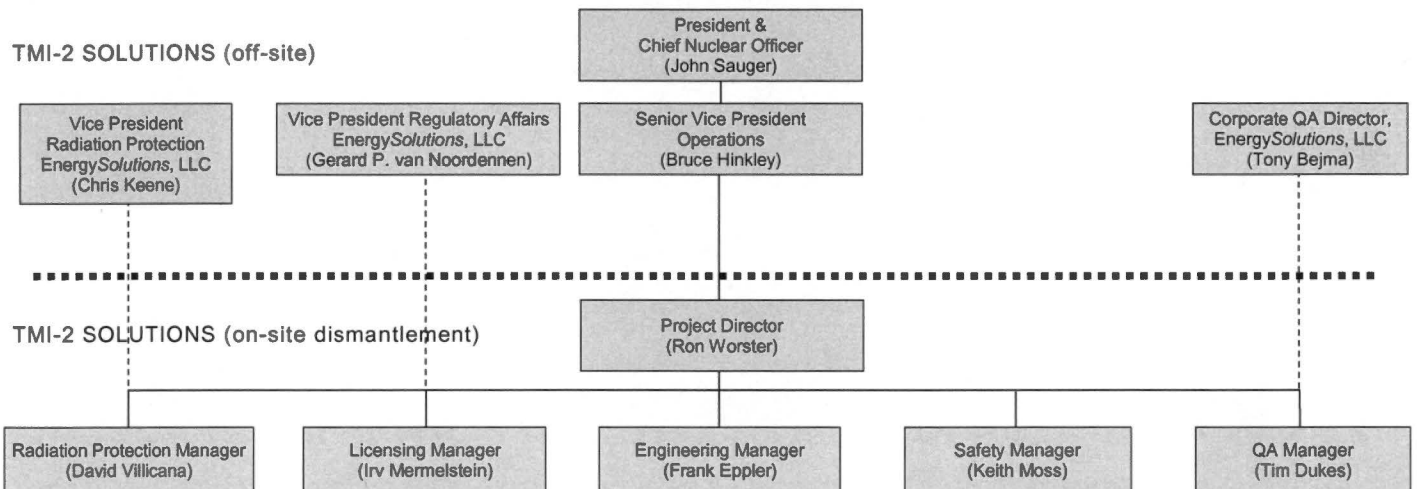 TMI-2 SOLUTIONS (off-site)
President &
Chief Nuclear Officer
(John Sauger)
Vice President
Radiation Protection
EnergySolutions, LLC
(Chris Keene)
Vice President Regulatory Affairs
EnergySolutions, LLC
(Gerard P. van Noordennen)
Senior Vice President
Operations
(Bruce Hinkley)
Corporate QA Director,
EnergySolutions, LLC
(Tony Bejma)
TMI-2 SOLUTIONS (on-site dismantlement)
Project Director
(Ron Worster)
Radiation Protection Manager
(David Villicana)
Licensing Manager
(Irv Mermelstein)
Engineering Manager
(Frank Eppler)
Safety Manager
(Keith Moss)
QA Manager
(Tim Dukes)